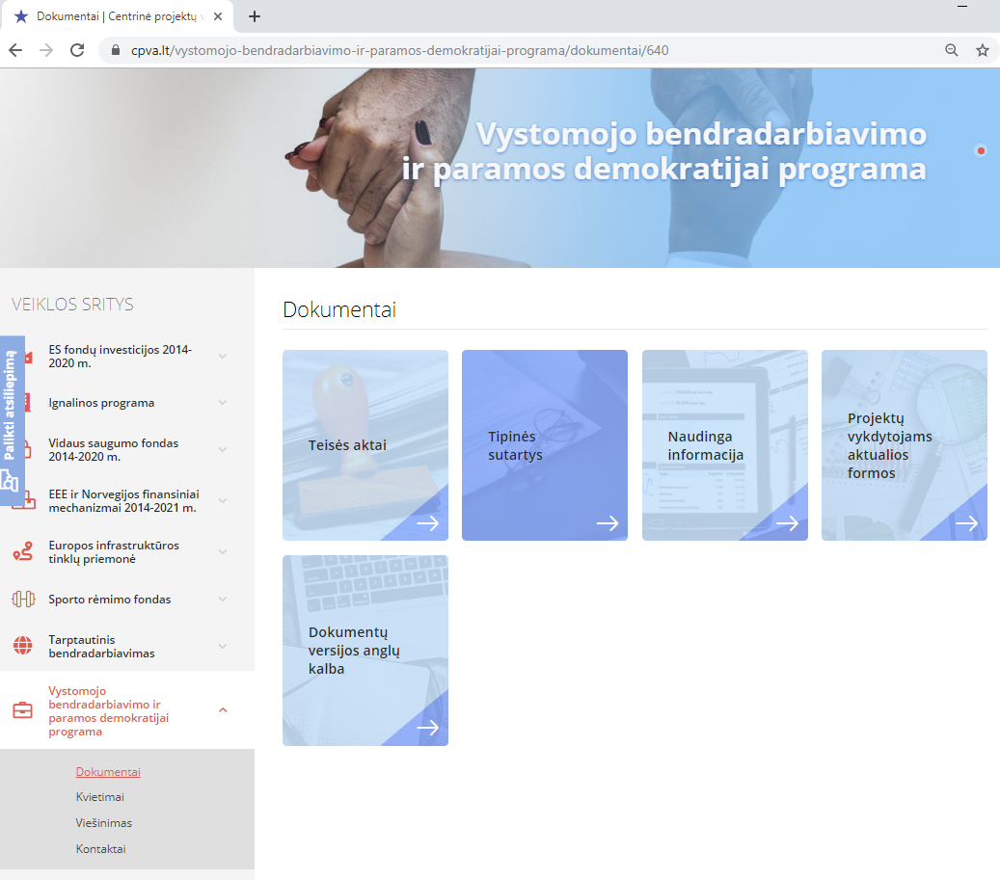 Dokumentai | Centrinė projektų v
cpva.lt/vystomojo-bendradarbiavimo-ir-paramos-demokratijai-programa/dokumentai/640
Vystomojo bendradarbiavimo
ir paramos demokratijai programa
VEIKLOS SRITYS
Palikti atsiliepimą
ES fondų investicijos 2014-
2020 m.
Ignalinos programa
Vidaus saugumo fondas
2014-2020 m.
EEE ir Norvegijos finansiniai
mechanizmai 2014-2021 m.
Europos infrastruktūros
tinklų priemonė
Sporto rėmimo fondas
Tarptautinis
bendradarbiavimas
Vystomojo
bendradarbiavimo ir
paramos demokratijai
programa
Dokumentai
Kvietimai
Viešinimas
Kontaktai
Dokumentai
Teisės aktai
Tipinės
sutartys
Naudinga
informacija
Projektų
vykdytojams
aktualios
formos
Dokumentų
versijos anglų
kalba